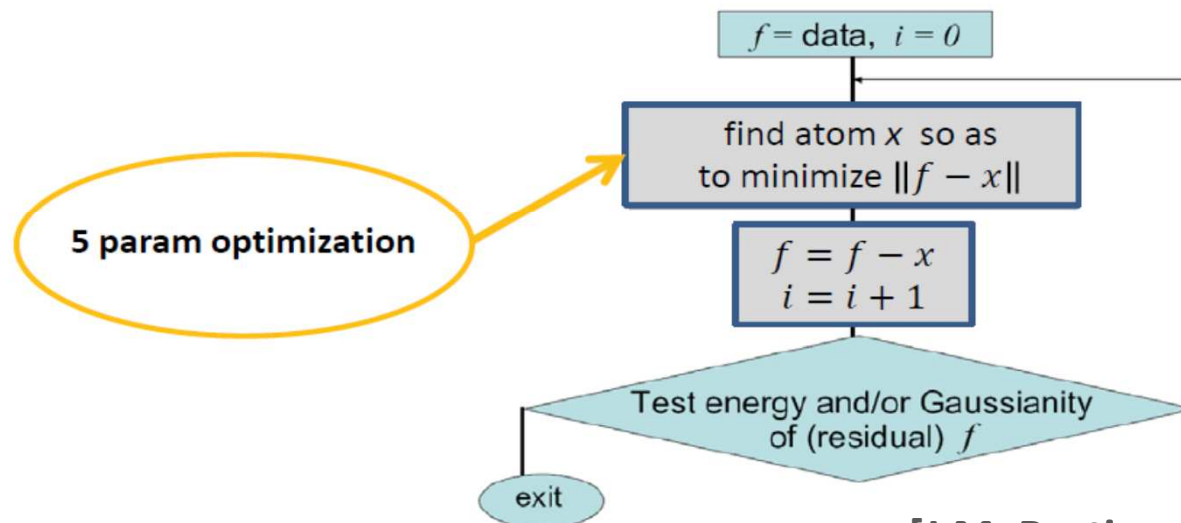 f = data, i = 0
find atom x so as
to minimize ‖f − x‖
5 param optimization
f = f − x
i = i + 1
Test energy and/or Gaussianity
of (residual) f
exit